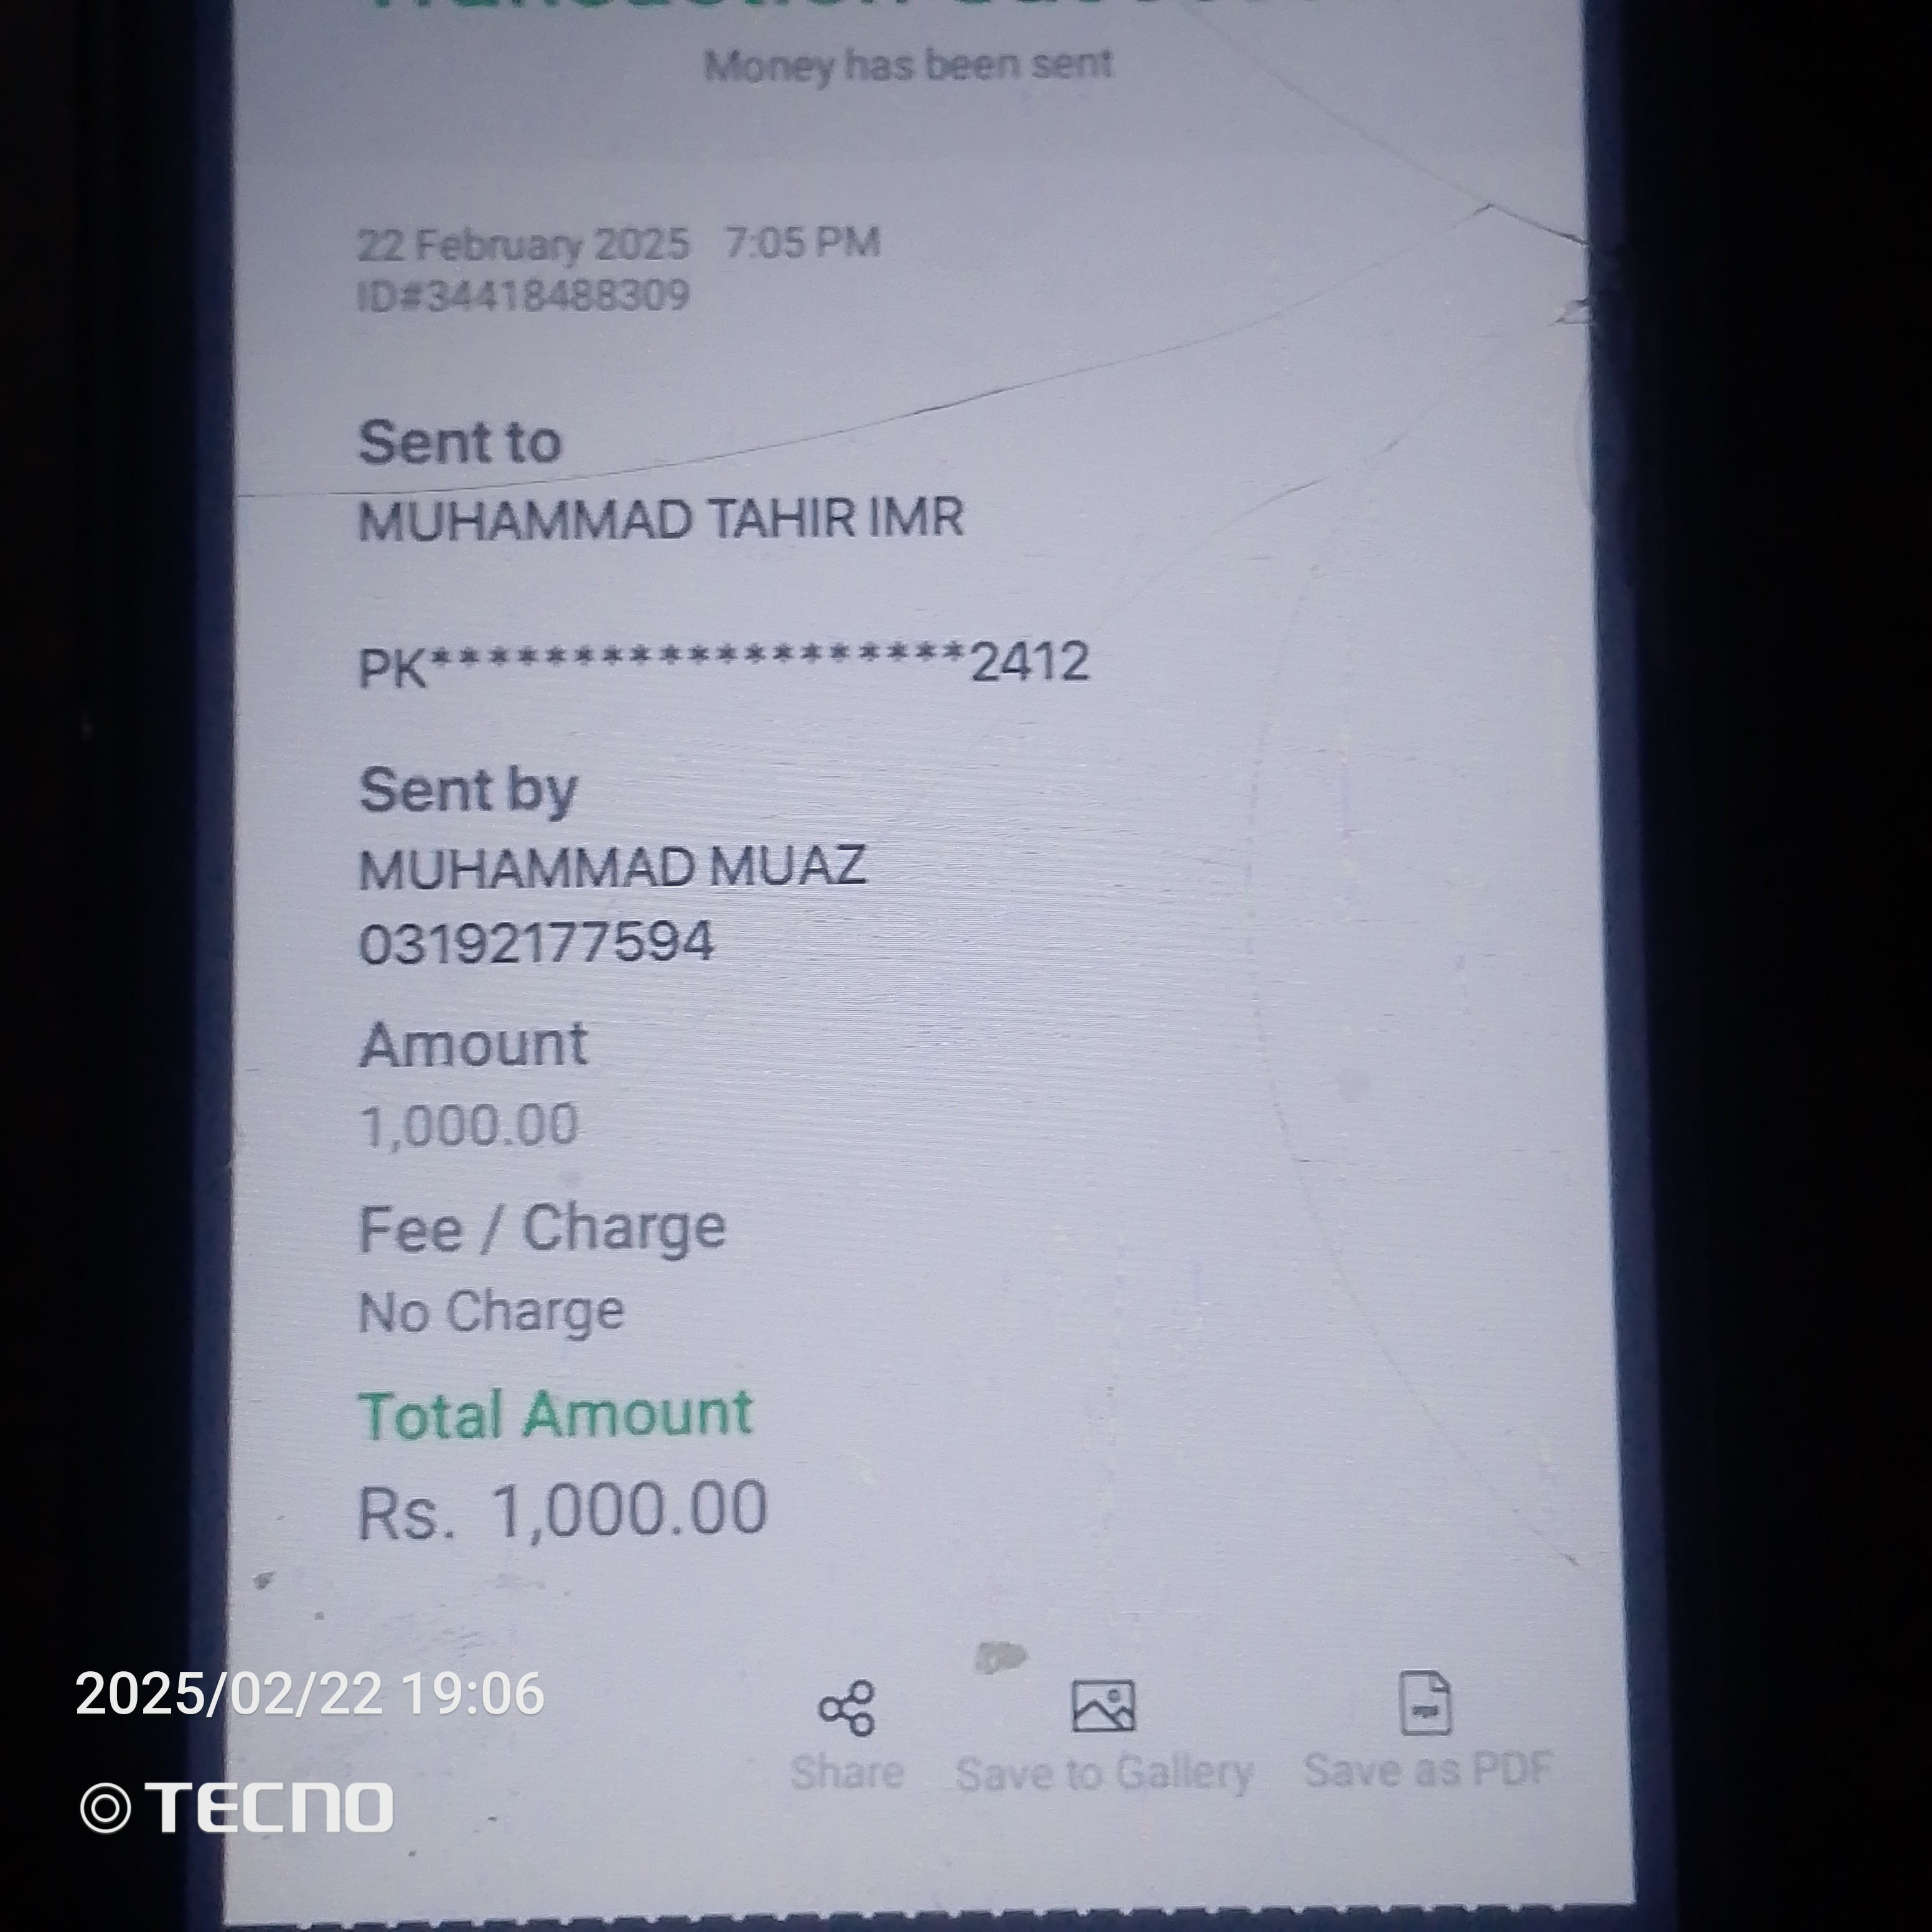 Money has been sent
22 February 2025 7:05 PM
ID#34418488309
Sent to
MUHAMMAD TAHIR IMR
PK*******************2412
Sent by
MUHAMMAD MUAZ
03192177594
Amount
1,000.00
Fee / Charge
No Charge
Total Amount
Rs. 1,000.00
Share
Save to Gallery
Save as PDF
2025/02/22 19:06
TECNO